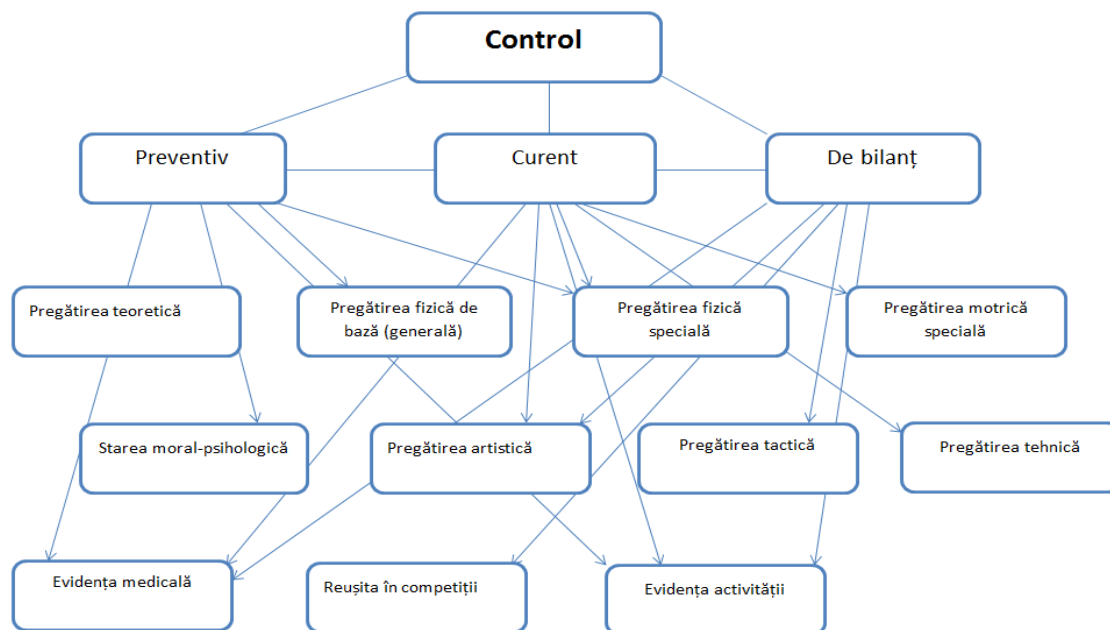 Control
Preventiv
Curent
De bilanț
Pregătirea teoretică
Pregătirea fizică de
bază (generală)
Pregătirea fizică
specială
Pregătirea motrică
specială
Starea moral-psihologică
Pregătirea artistică
Pregătirea tactică
Pregătirea tehnică
Evidența medicală
Reușita în competiții
Evidența activității